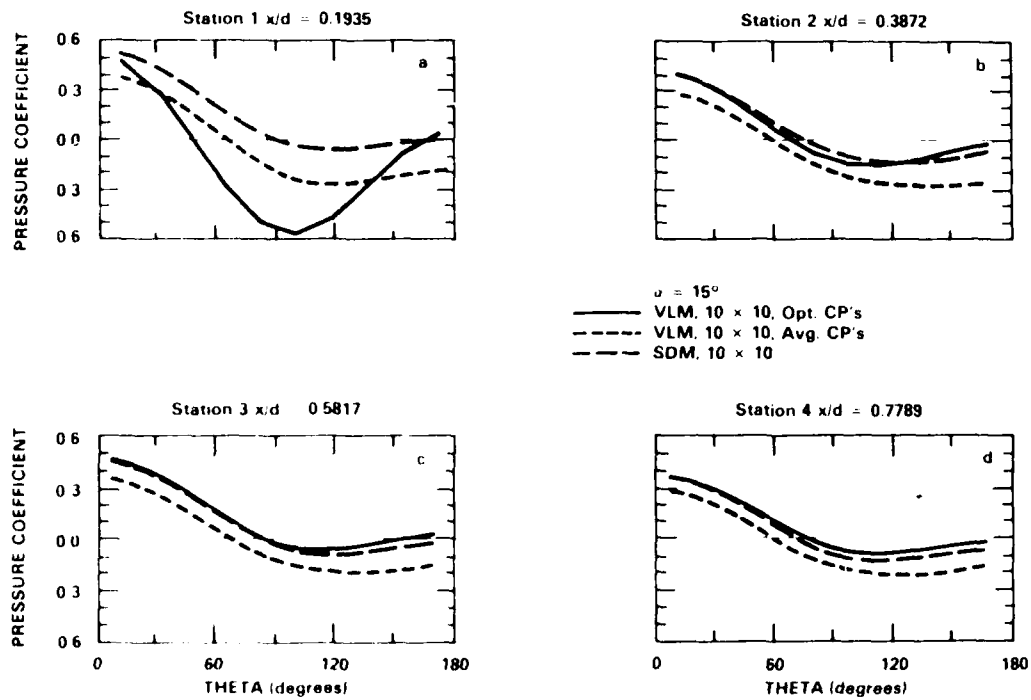 Station 1 x/d = 0.1935
Station 2 x/d = 0.3872
PRESSURE COEFFICIENT
0.6
0.3
0.0
0.3
0.6
a
b
α = 15°
VLM, 10 × 10, Opt. CP's
VLM, 10 × 10, Avg. CP's
SDM, 10 × 10
Station 3 x/d 0.5817
Station 4 x/d = 0.7789
PRESSURE COEFFICIENT
0.6
0.3
0.0
0.3
0.6
c
d
0 60 120 180
0 60 120 180
THETA (degrees)
THETA (degrees)